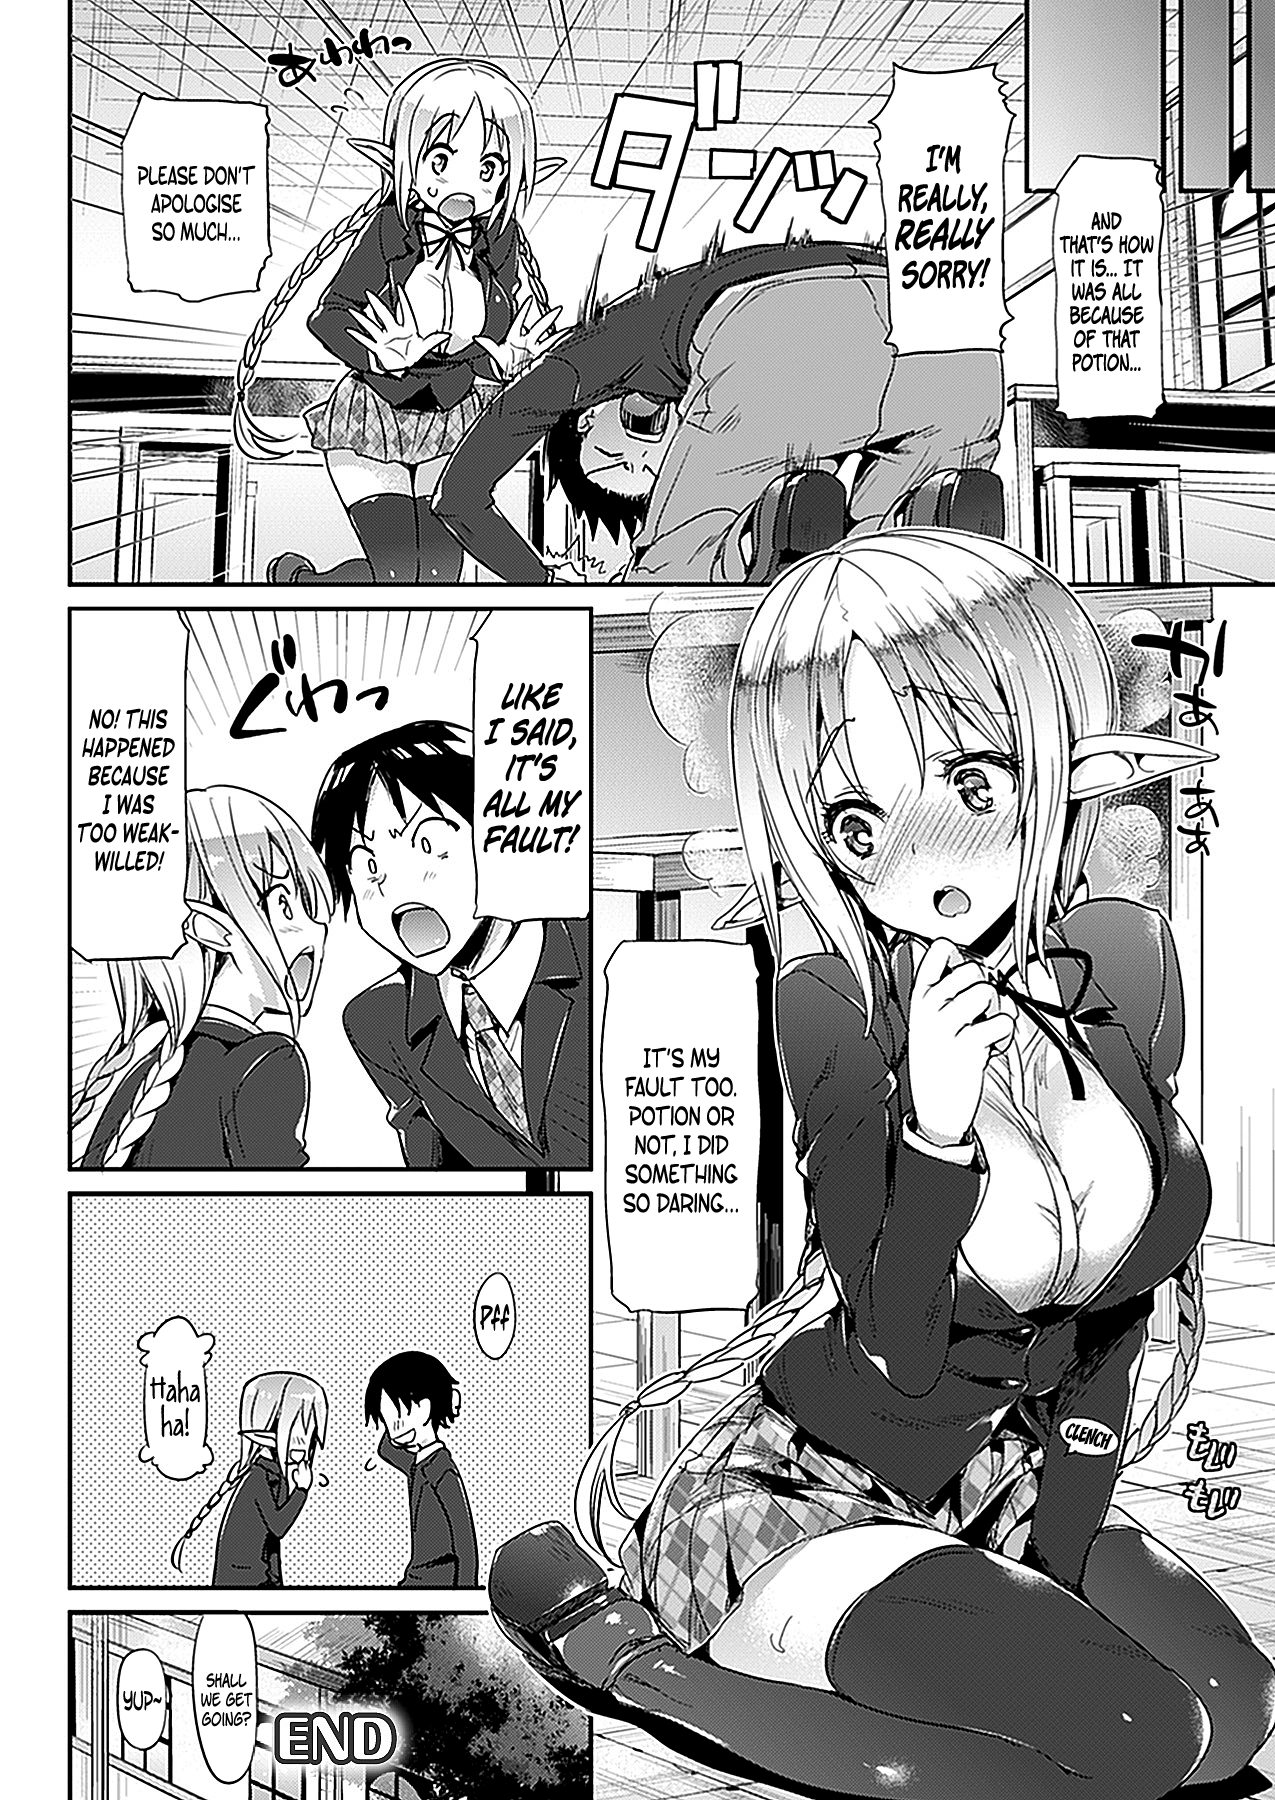 AND
THAT'S HOW
IT IS... IT
WAS ALL
BECAUSE
OF THAT
POTION...
I'M
REALLY,
REALLY
SORRY!
ダンッ
あわわっ
PLEASE DON'T
APOLOGISE
SO MUCH...
かあぁぁ
IT'S MY
FAULT TOO.
POTION OR
NOT, I DID
SOMETHING
SO DARING...
CLENCH
もじ
もじ
LIKE
I SAID,
IT'S
ALL MY
FAULT!
ぐわっ
NO! THIS
HAPPENED
BECAUSE
I WAS
TOO WEAK-
WILLED!
Pff
Haha
ha!
SHALL
WE GET
GOING?
YUP~
END